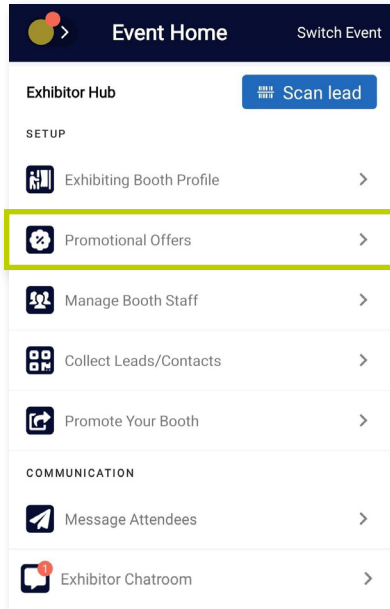 Event Home Switch Event
Exhibitor Hub Scan lead
SETUP
Exhibiting Booth Profile
Promotional Offers
Manage Booth Staff
Collect Leads/Contacts
Promote Your Booth
COMMUNICATION
Message Attendees
1
Exhibitor Chatroom